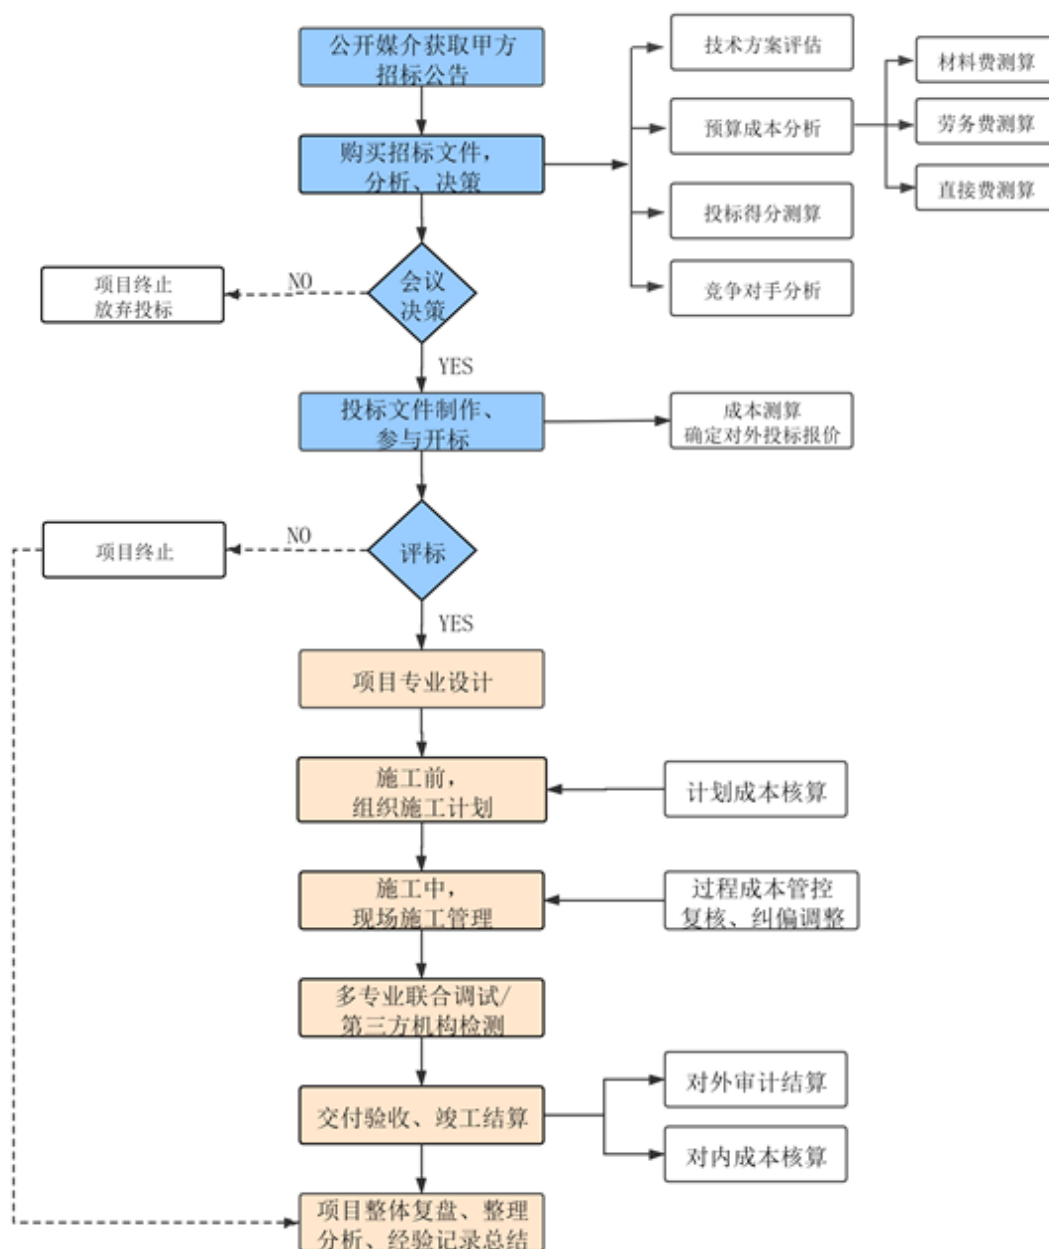 公开媒介获取甲方
招标公告
购买招标文件，
分析、决策
技术方案评估
预算成本分析
投标得分测算
竞争对手分析
材料费测算
劳务费测算
直接费测算
会议
决策
NO
项目终止
放弃投标
YES
投标文件制作、
参与开标
成本测算
确定对外投标报价
评标
NO
项目终止
YES
项目专业设计
施工前，
组织施工计划
计划成本核算
施工中，
现场施工管理
过程成本管控
复核、纠偏调整
多专业联合调试/
第三方机构检测
交付验收、竣工结算
对外审计结算
对内成本核算
项目整体复盘、整理
分析、经验记录总结